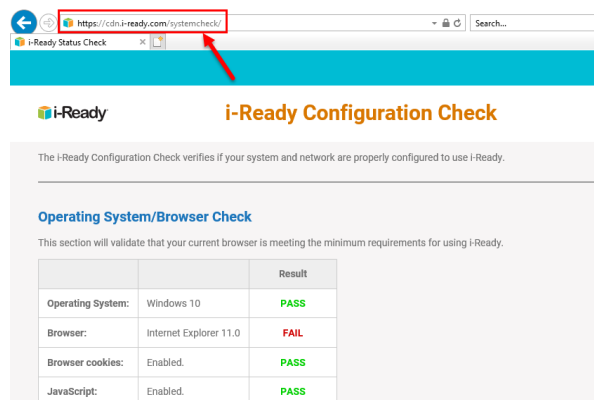 https://cdn.i-ready.com/systemcheck/
Search...
i-Ready Status Check
i-Ready
i-Ready Configuration Check
The i-Ready Configuration Check verifies if your system and network are properly configured to use i-Ready.
Operating System/Browser Check
This section will validate that your current browser is meeting the minimum requirements for using i-Ready.
Result
Operating System: Windows 10 PASS
Browser: Internet Explorer 11.0 FAIL
Browser cookies: Enabled. PASS
JavaScript: Enabled. PASS